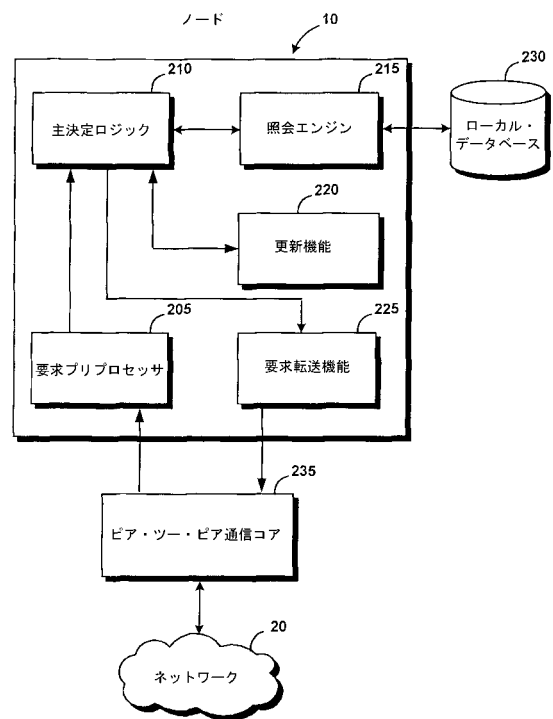 ノード
10
210
主決定ロジック
215
照会エンジン
230
ローカル・
データベース
220
更新機能
205
要求プリプロセッサ
225
要求転送機能
235
ピア・ツー・ピア通信コア
20
ネットワーク